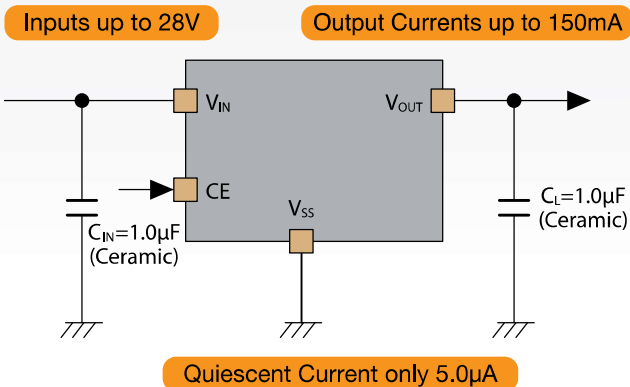 Inputs up to 28V
Output Currents up to 150mA
VIN
VOUT
CE
VSS
CIN=1.0µF
(Ceramic)
CL=1.0µF
(Ceramic)
Quiescent Current only 5.0µA